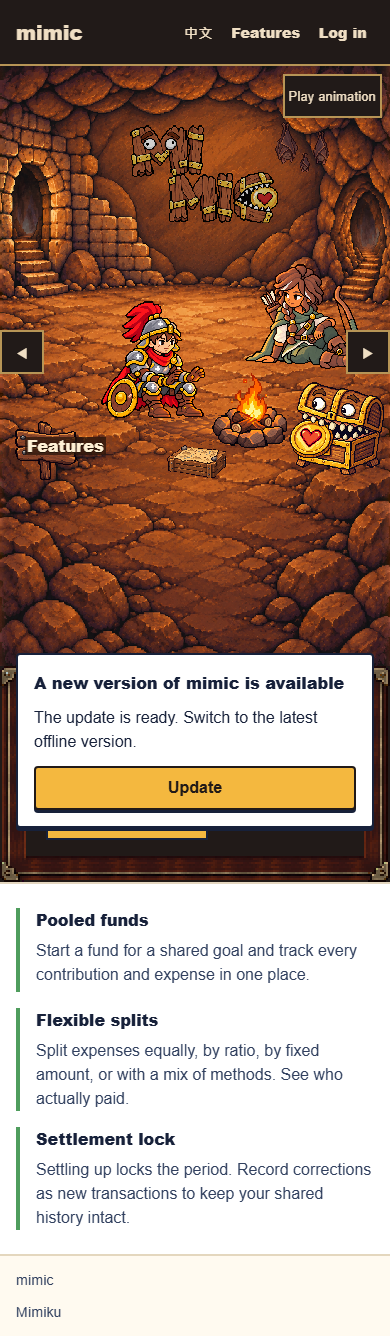 mimic
中文 Features Log in
Play animation
MIMIC
Features
A new version of mimic is available
The update is ready. Switch to the latest
offline version.
Update
Pooled funds
Start a fund for a shared goal and track every
contribution and expense in one place.
Flexible splits
Split expenses equally, by ratio, by fixed
amount, or with a mix of methods. See who
actually paid.
Settlement lock
Settling up locks the period. Record corrections
as new transactions to keep your shared
history intact.
mimic
Mimiku